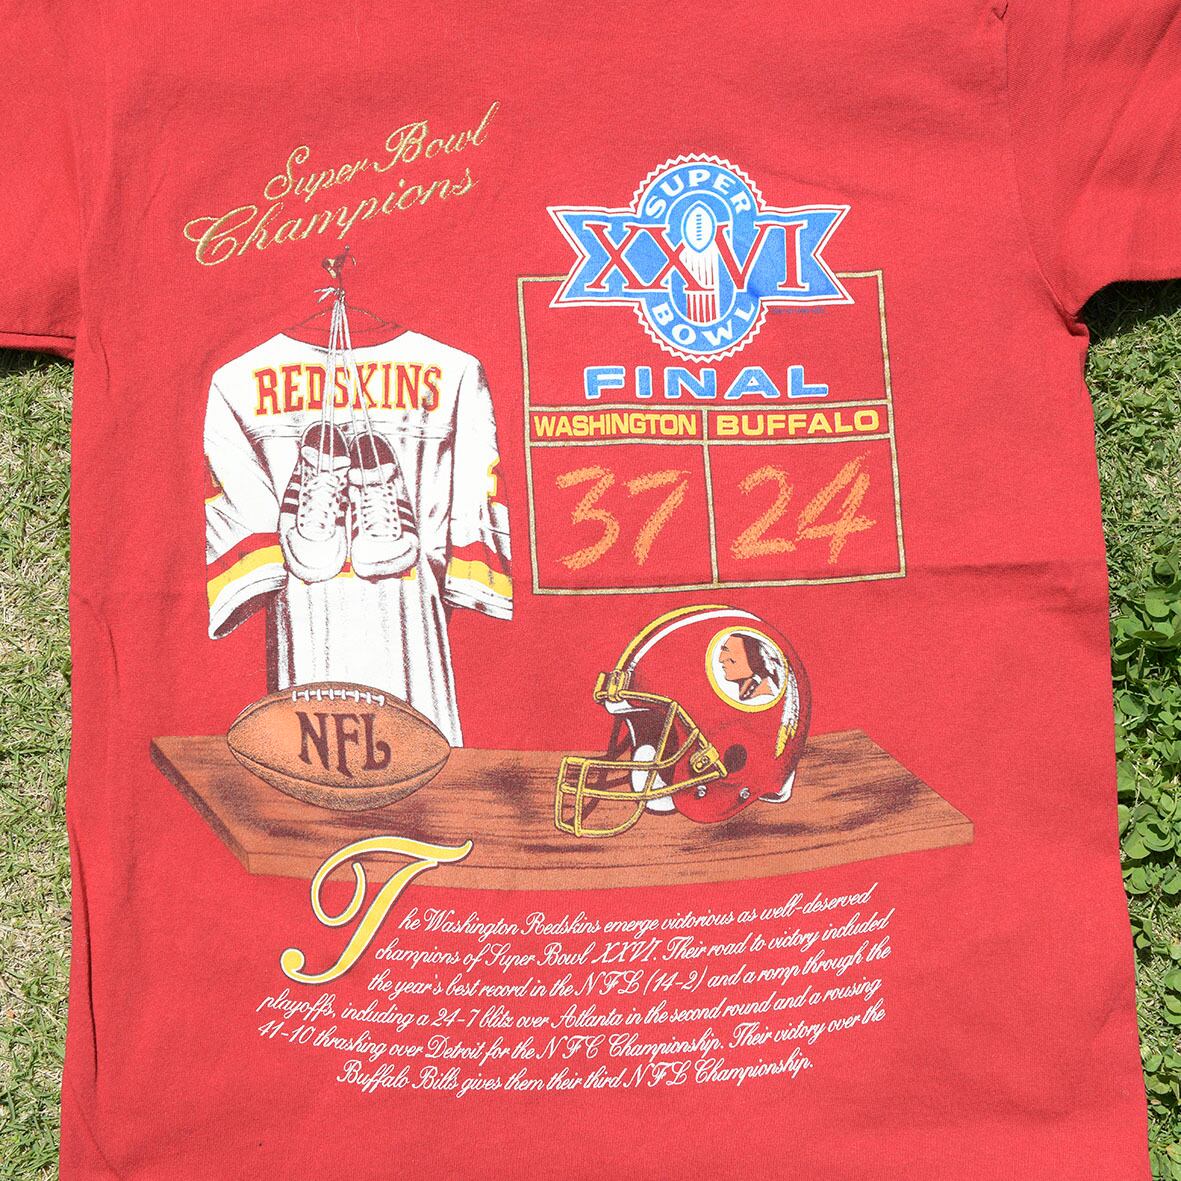 Super Bowl
Champions
SUPER
XXVI
BOWL
FINAL
WASHINGTON BUFFALO
37 24
REDSKINS
NFL
The Washington Redskins emerge victorious as well-deserved
champions of Super Bowl XXVI. Their road to victory included
the year's best record in the NFL (14-2) and a romp through the
playoffs, including a 24-7 blitz over Atlanta in the second round and a rousing
41-10 thrashing over Detroit for the NFC Championship. Their victory over the
Buffalo Bills gives them their third NFL Championship.